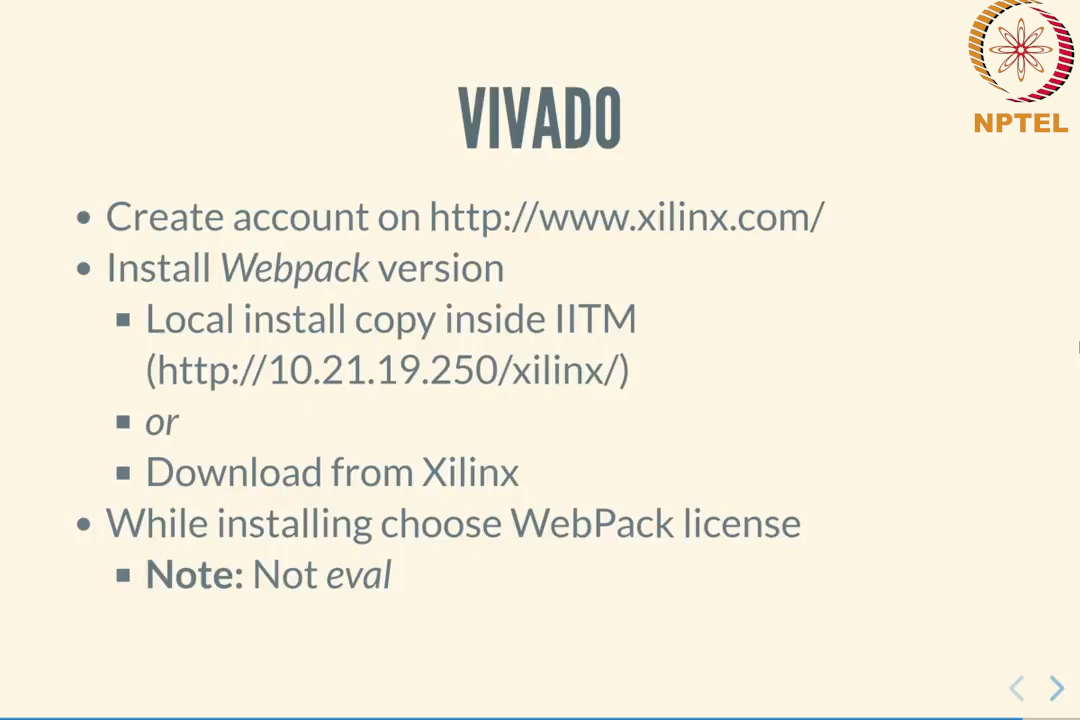 NPTEL
VIVADO
• Create account on http://www.xilinx.com/
• Install Webpack version
▪ Local install copy inside IITM
(http://10.21.19.250/xilinx/)
▪ or
▪ Download from Xilinx
• While installing choose WebPack license
▪ Note: Not eval